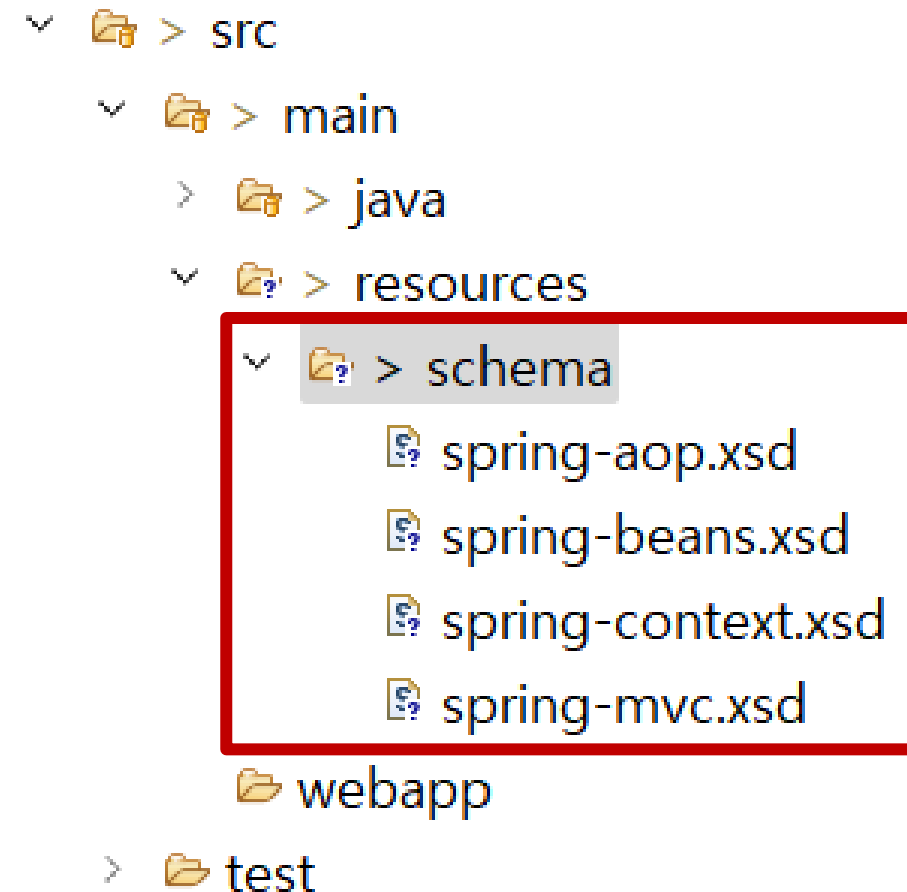 > src
> main
> java
> resources
> schema
spring-aop.xsd
spring-beans.xsd
spring-context.xsd
spring-mvc.xsd
webapp
test